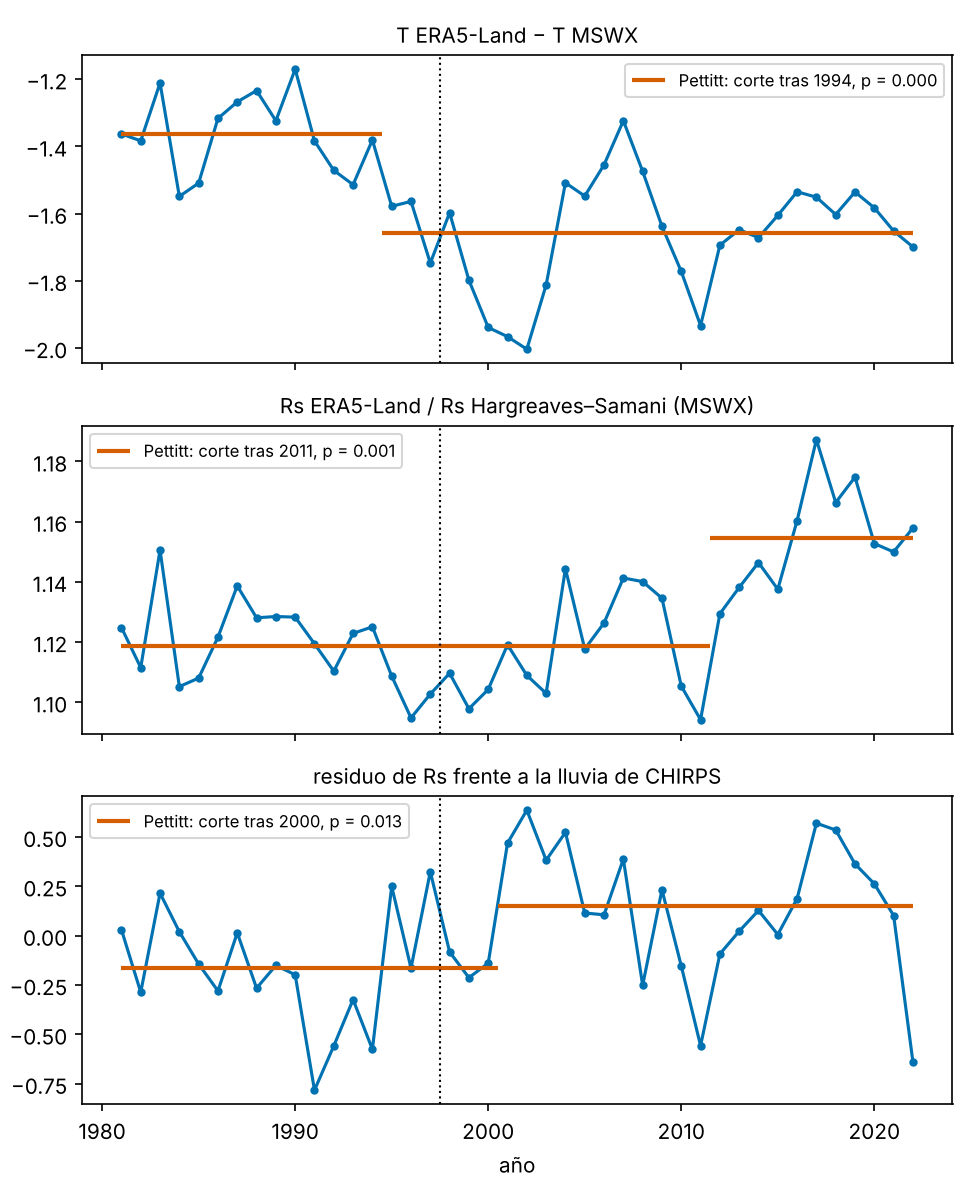 T ERA5-Land − T MSWX
Pettitt: corte tras 1994, p = 0.000
−1.2
−1.4
−1.6
−1.8
−2.0
Rs ERA5-Land / Rs Hargreaves–Samani (MSWX)
Pettitt: corte tras 2011, p = 0.001
1.18
1.16
1.14
1.12
1.10
residuo de Rs frente a la lluvia de CHIRPS
Pettitt: corte tras 2000, p = 0.013
0.50
0.25
0.00
−0.25
−0.50
−0.75
1980 1990 2000 2010 2020
año